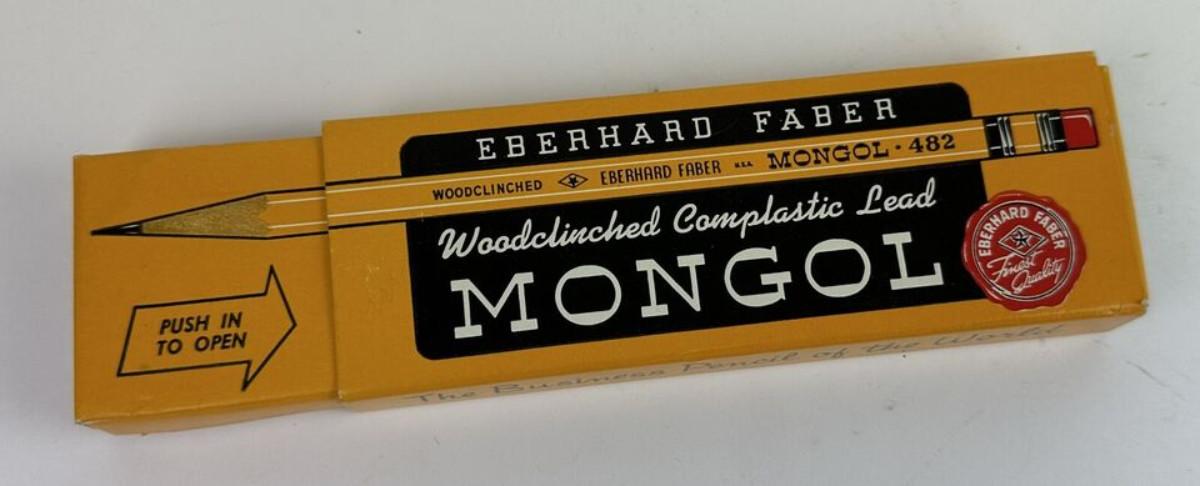 EBERHARD FABER
WOODCLINCHED EBERHARD FABER U.S.A. MONGOL · 482
Woodclinched Complastic Lead
MONGOL
EBERHARD FABER
Finest
Quality
PUSH IN
TO OPEN
The Business Pencil of the World